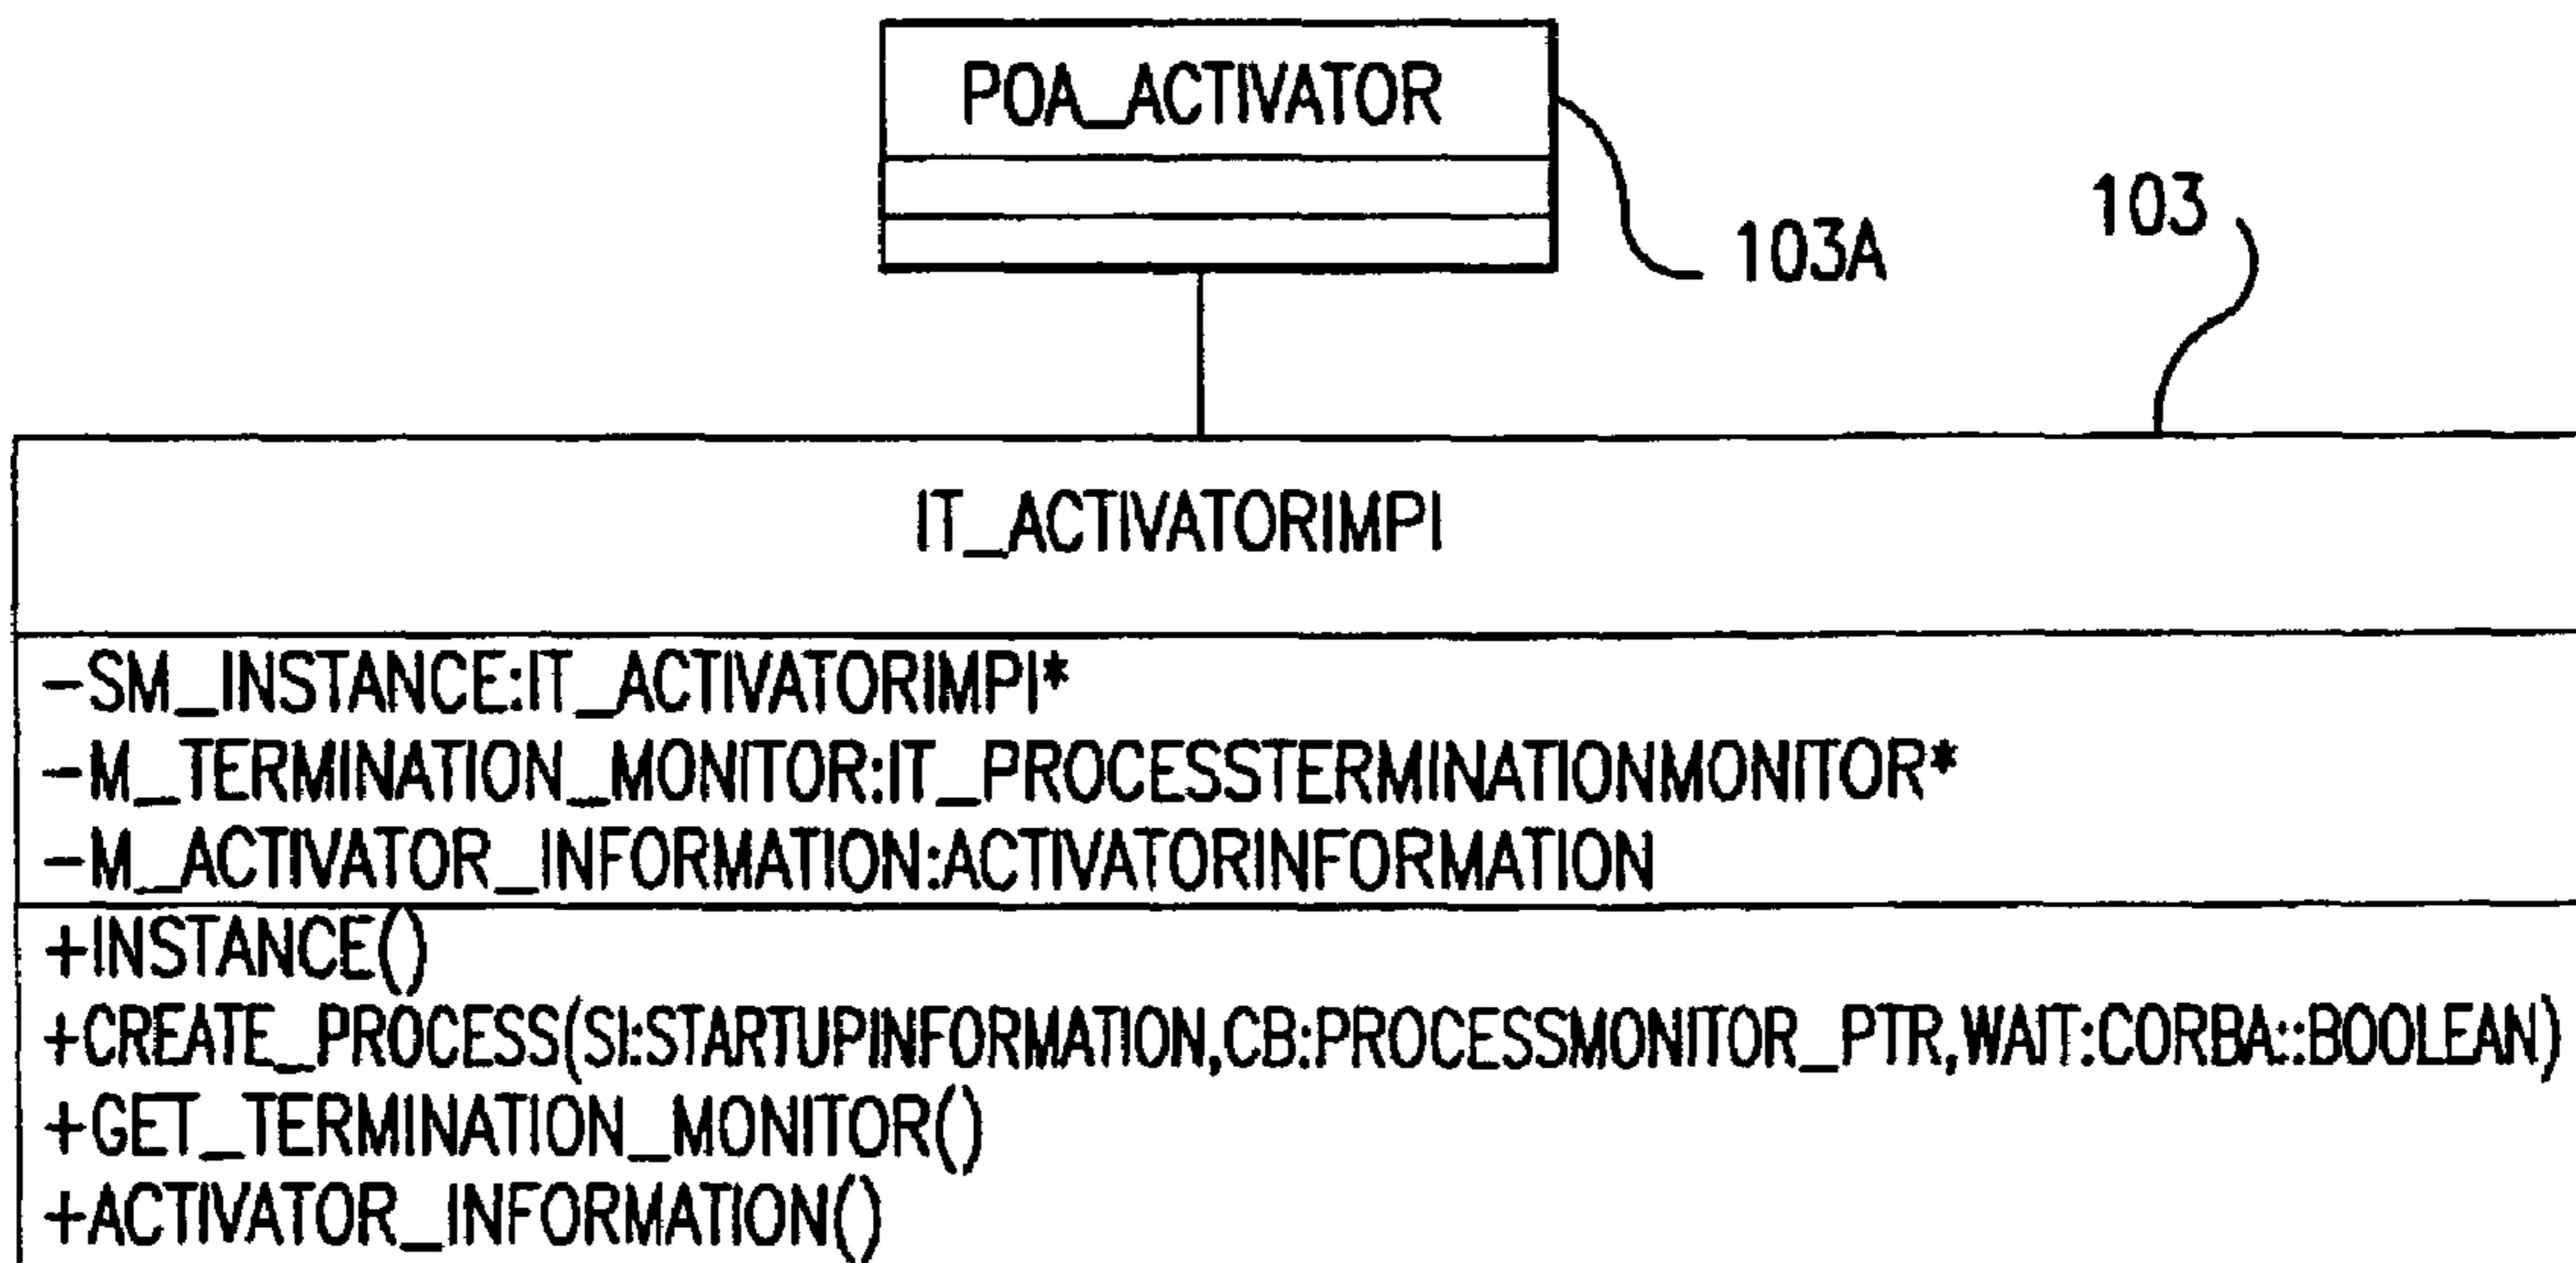 POA_ACTIVATOR
103A
103
IT_ACTIVATORIMPI
-SM_INSTANCE:IT_ACTIVATORIMPI*
-M_TERMINATION_MONITOR:IT_PROCESSTERMINATIONMONITOR*
-M_ACTIVATOR_INFORMATION:ACTIVATORINFORMATION
+INSTANCE()
+CREATE_PROCESS(SI:STARTUPINFORMATION,CB:PROCESSMONITOR_PTR,WAIT:CORBA::BOOLEAN)
+GET_TERMINATION_MONITOR()
+ACTIVATOR_INFORMATION()